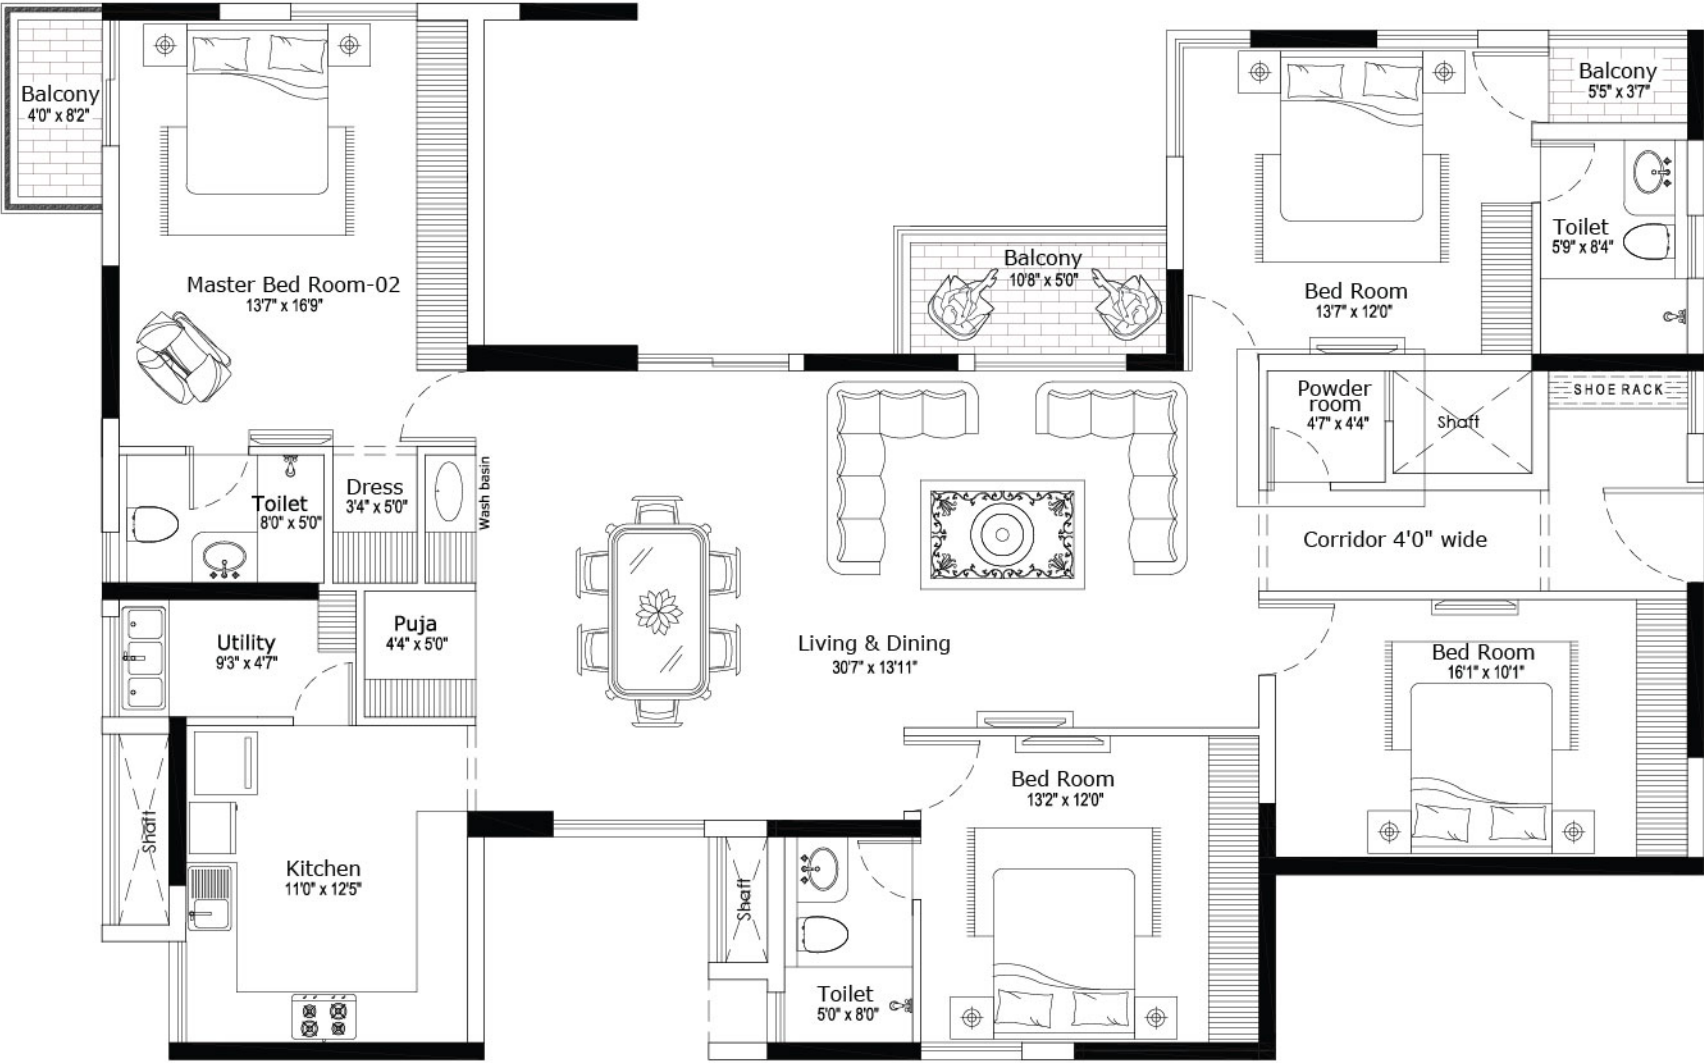 Balcony
4'0" x 8'2"
Master Bed Room-02
13'7" x 16'9"
Balcony
10'8" x 5'0"
Balcony
5'5" x 3'7"
Toilet
5'9" x 8'4"
Bed Room
13'7" x 12'0"
Powder
room
4'7" x 4'4"
Shaft
SHOE RACK
Corridor 4'0" wide
Toilet
8'0" x 5'0"
Dress
3'4" x 5'0"
Wash basin
Utility
9'3" x 4'7"
Puja
4'4" x 5'0"
Living & Dining
30'7" x 13'11"
Bed Room
16'1" x 10'1"
Bed Room
13'2" x 12'0"
Shaft
Kitchen
11'0" x 12'5"
Shaft
Toilet
5'0" x 8'0"